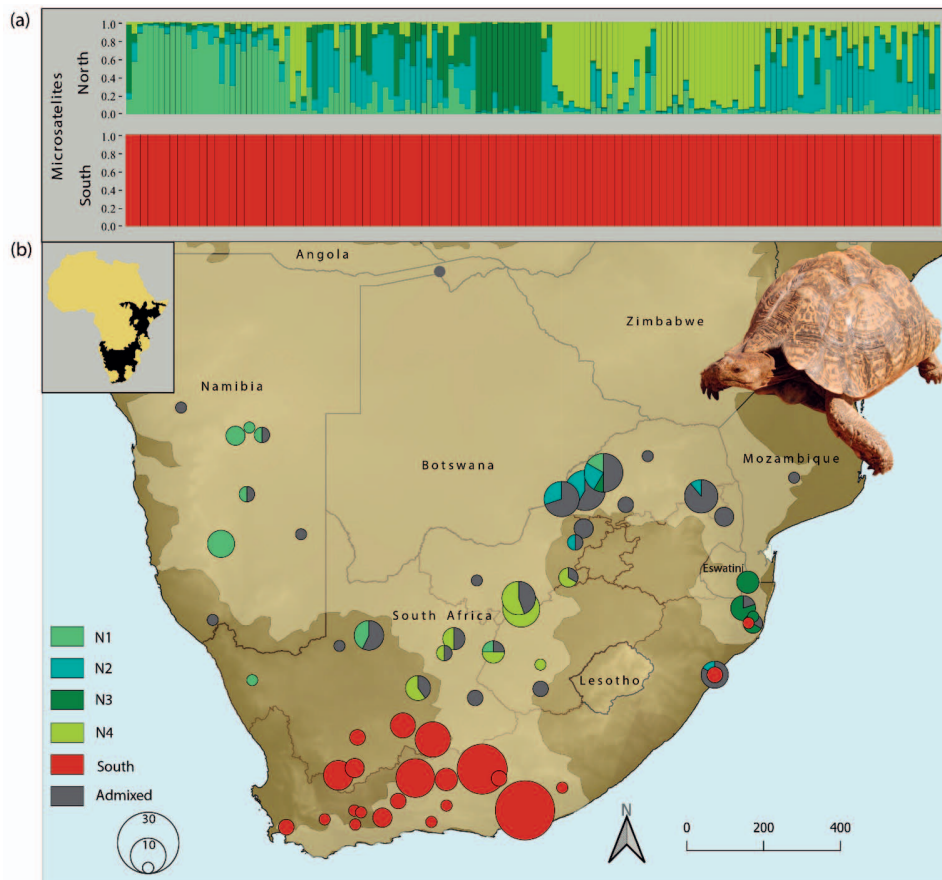 (a)
Microsatelites
North
1.0
0.8
0.6
0.4
0.2
0.0
South
1.0
0.8
0.6
0.4
0.2
0.0
(b)
Angola
Zimbabwe
Namibia
Botswana
Mozambique
Eswatini
South Africa
Lesotho
N1
N2
N3
N4
South
Admixed
30
10
N
0 200 400